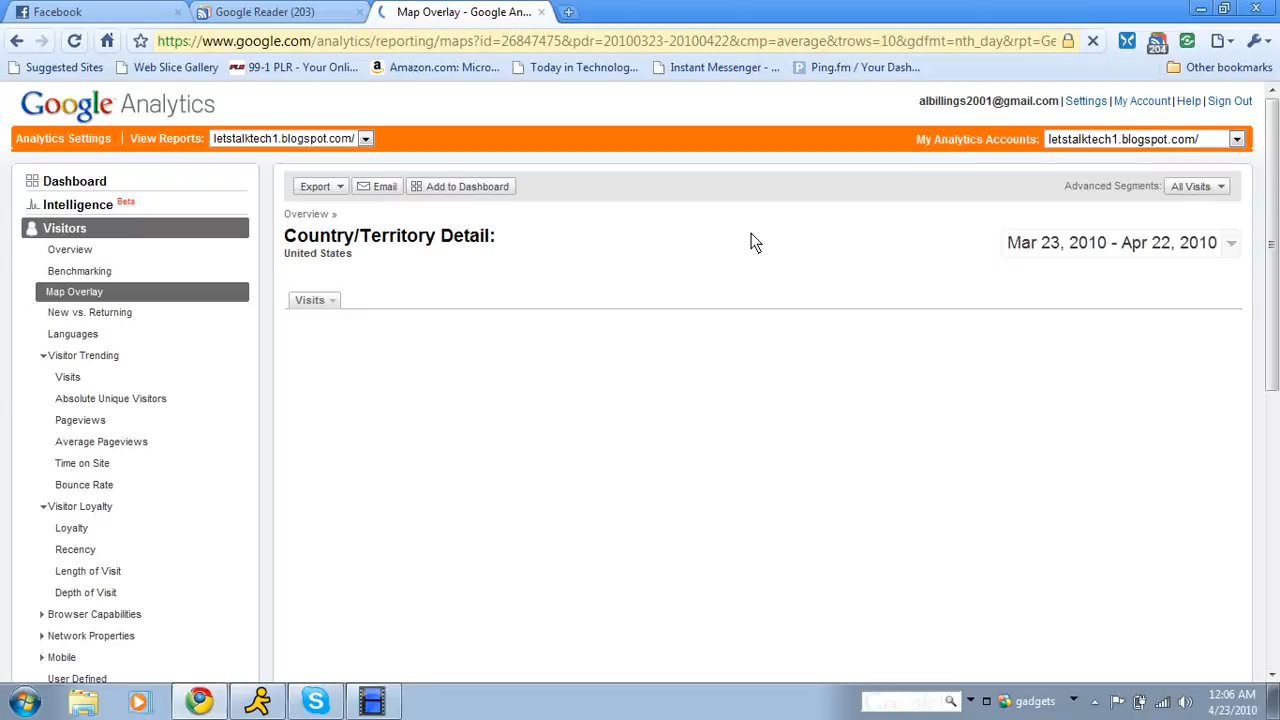 Facebook
Google Reader (203)
Map Overlay - Google An...
https://www.google.com/analytics/reporting/maps?id=26847475&pdr=20100323-20100422&cmp=average&trows=10&gdfmt=nth_day&rpt=Ge
204
Suggested Sites
Web Slice Gallery
PLR 99-1 PLR - Your Onli...
Amazon.com: Micro...
Today in Technolog...
Instant Messenger - ...
Ping.fm / Your Dash...
Other bookmarks
Google Analytics
albillings2001@gmail.com | Settings | My Account | Help | Sign Out
Analytics Settings | View Reports: letstalktech1.blogspot.com/
My Analytics Accounts: letstalktech1.blogspot.com/
Dashboard
Intelligence Beta
Visitors
Overview
Benchmarking
Map Overlay
New vs. Returning
Languages
Visitor Trending
Visits
Absolute Unique Visitors
Pageviews
Average Pageviews
Time on Site
Bounce Rate
Visitor Loyalty
Loyalty
Recency
Length of Visit
Depth of Visit
Browser Capabilities
Network Properties
Mobile
User Defined
Export
Email
Add to Dashboard
Advanced Segments: All Visits
Overview »
Country/Territory Detail:
United States
Mar 23, 2010 - Apr 22, 2010
Visits
gadgets
12:06 AM
4/23/2010